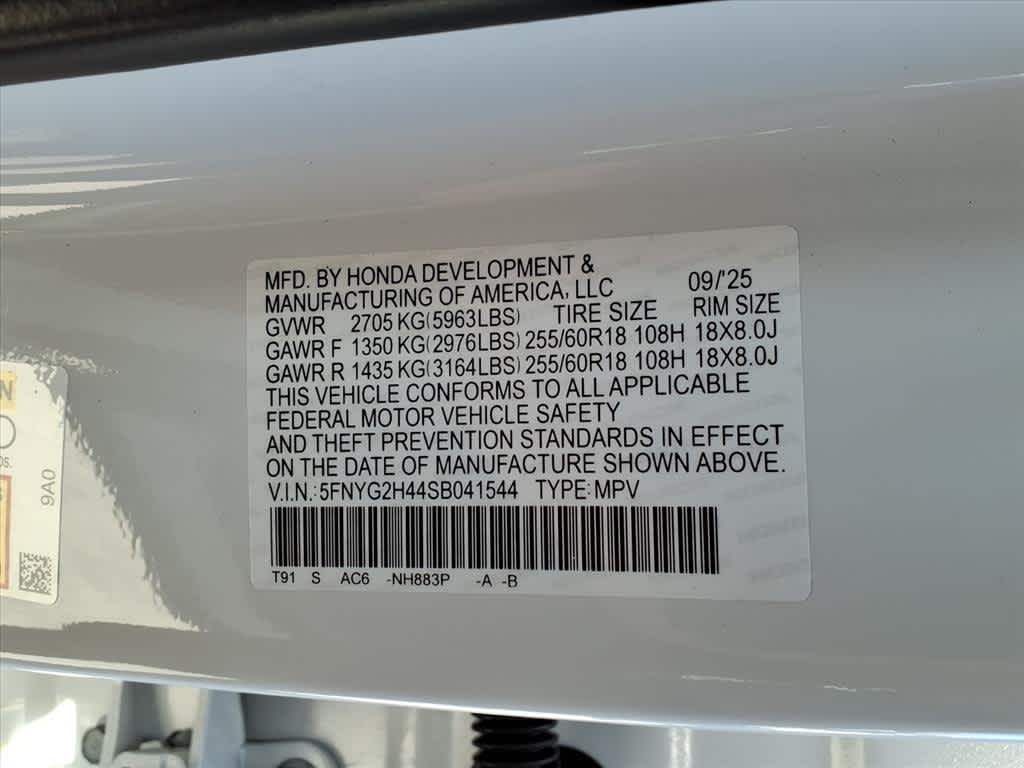 MFD. BY HONDA DEVELOPMENT &
MANUFACTURING OF AMERICA, LLC 09/'25
GVWR 2705 KG(5963LBS) TIRE SIZE RIM SIZE
GAWR F 1350 KG(2976LBS) 255/60R18 108H 18X8.0J
GAWR R 1435 KG(3164LBS) 255/60R18 108H 18X8.0J
THIS VEHICLE CONFORMS TO ALL APPLICABLE
FEDERAL MOTOR VEHICLE SAFETY
AND THEFT PREVENTION STANDARDS IN EFFECT
ON THE DATE OF MANUFACTURE SHOWN ABOVE.
V.I.N.:5FNYG2H44SB041544 TYPE:MPV
T91 S AC6 -NH883P -A -B
9A0